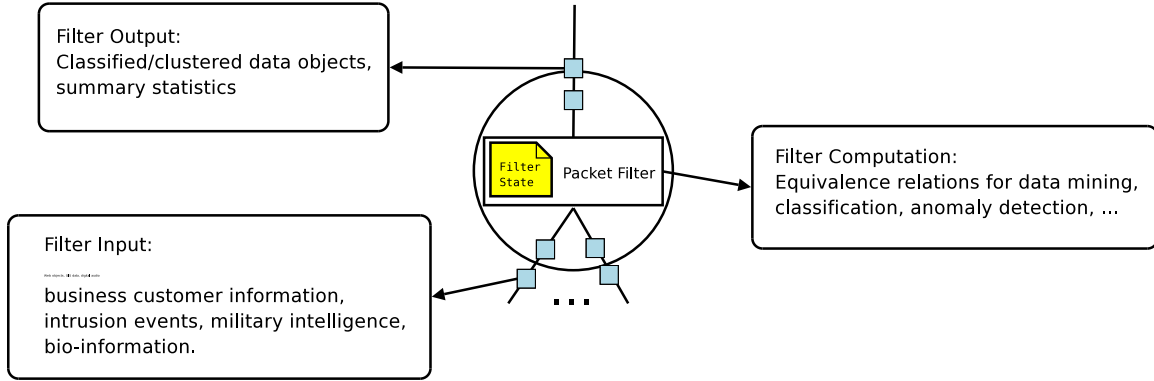 Filter Output:
Classified/clustered data objects,
summary statistics
Filter
State
Packet Filter
Filter Computation:
Equivalence relations for data mining,
classification, anomaly detection, ...
Filter Input:
business customer information,
intrusion events, military intelligence,
bio-information.
...